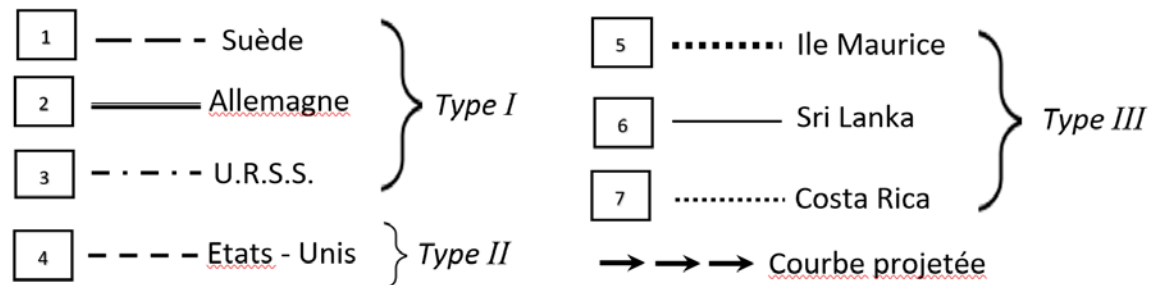 1 Suède
2 Allemagne
3 U.R.S.S.
Type I
4 Etats - Unis
Type II
5 Ile Maurice
6 Sri Lanka
7 Costa Rica
Type III
Courbe projetée